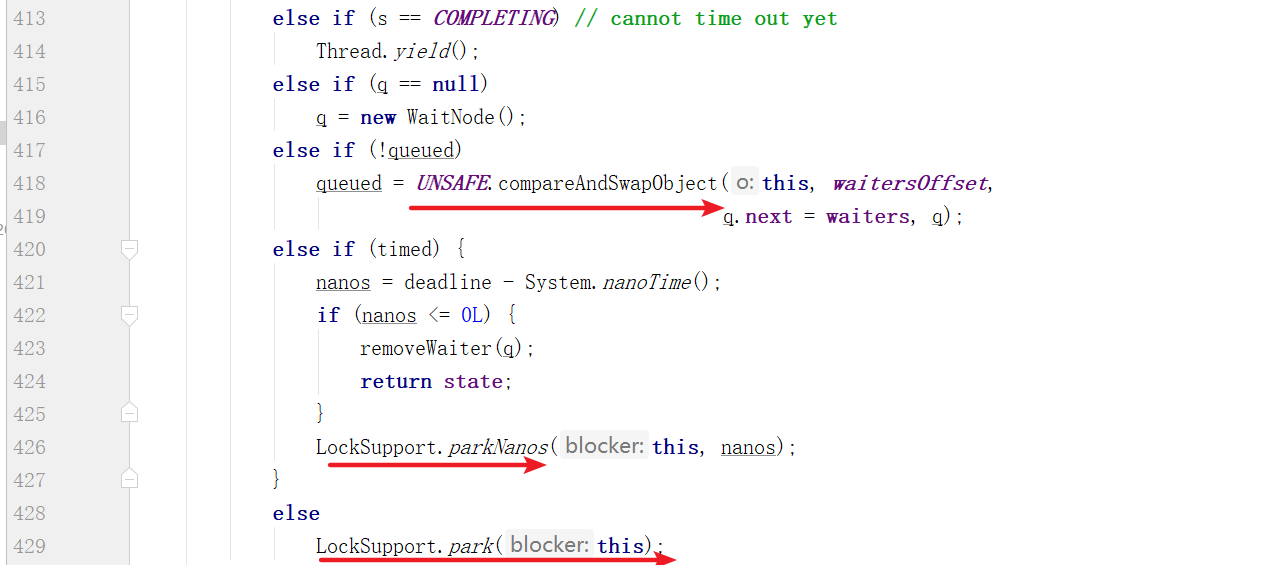 413 else if (s == COMPLETING) // cannot time out yet
414 Thread.yield();
415 else if (q == null)
416 q = new WaitNode();
417 else if (!queued)
418 queued = UNSAFE.compareAndSwapObject( o: this, waitersOffset,
419 q.next = waiters, q);
420 else if (timed) {
421 nanos = deadline - System.nanoTime();
422 if (nanos <= 0L) {
423 removeWaiter(q);
424 return state;
425 }
426 LockSupport.parkNanos( blocker: this, nanos);
427 }
428 else
429 LockSupport.park( blocker: this);